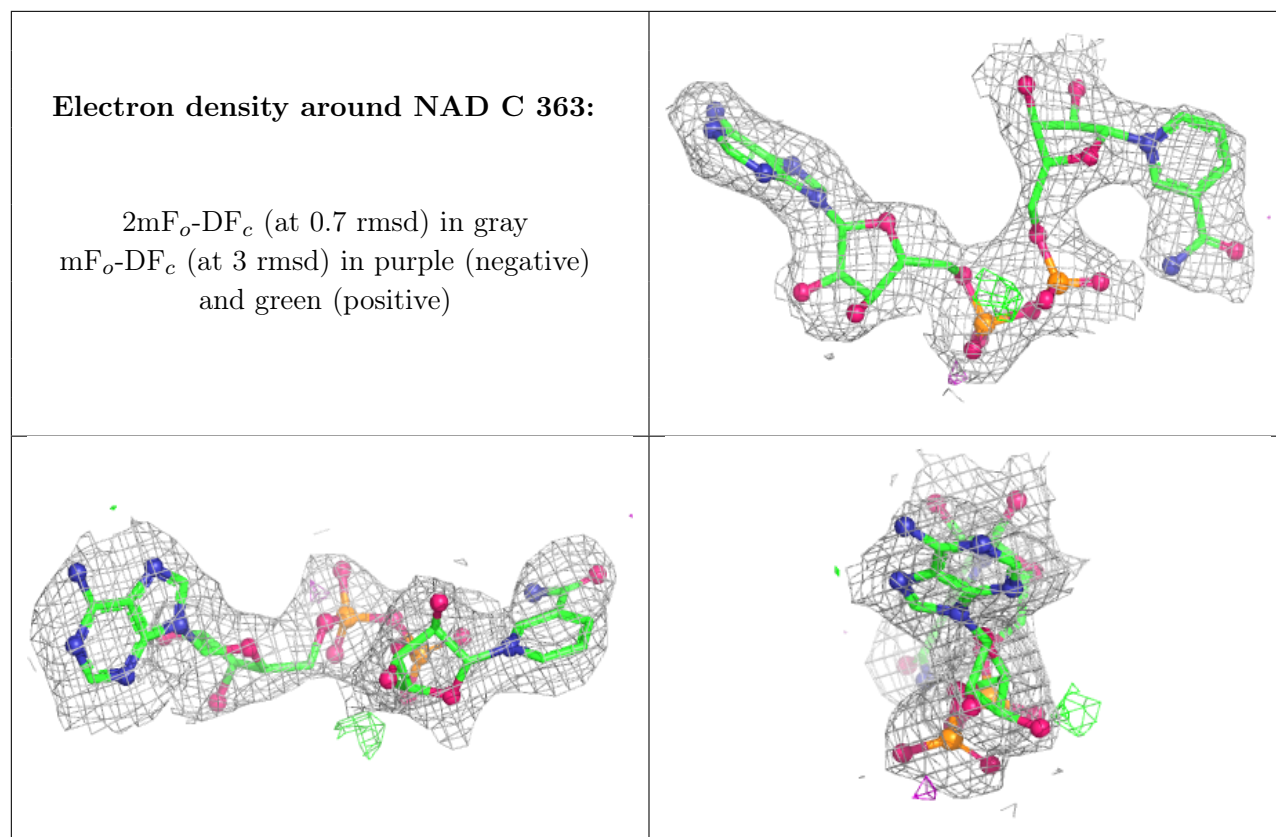 Electron density around NAD C 363:
2mFₒ-DF𝒸 (at 0.7 rmsd) in gray
mFₒ-DF𝒸 (at 3 rmsd) in purple (negative)
and green (positive)